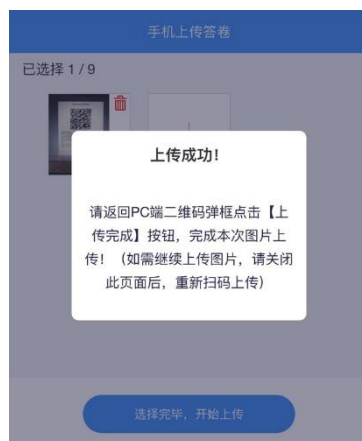 手机上传答卷
已选择 1 / 9
上传成功!
请返回PC端二维码弹框点击【上
传完成】按钮，完成本次图片上
传! （如需继续上传图片，请关闭
此页面后，重新扫码上传）
选择完毕，开始上传